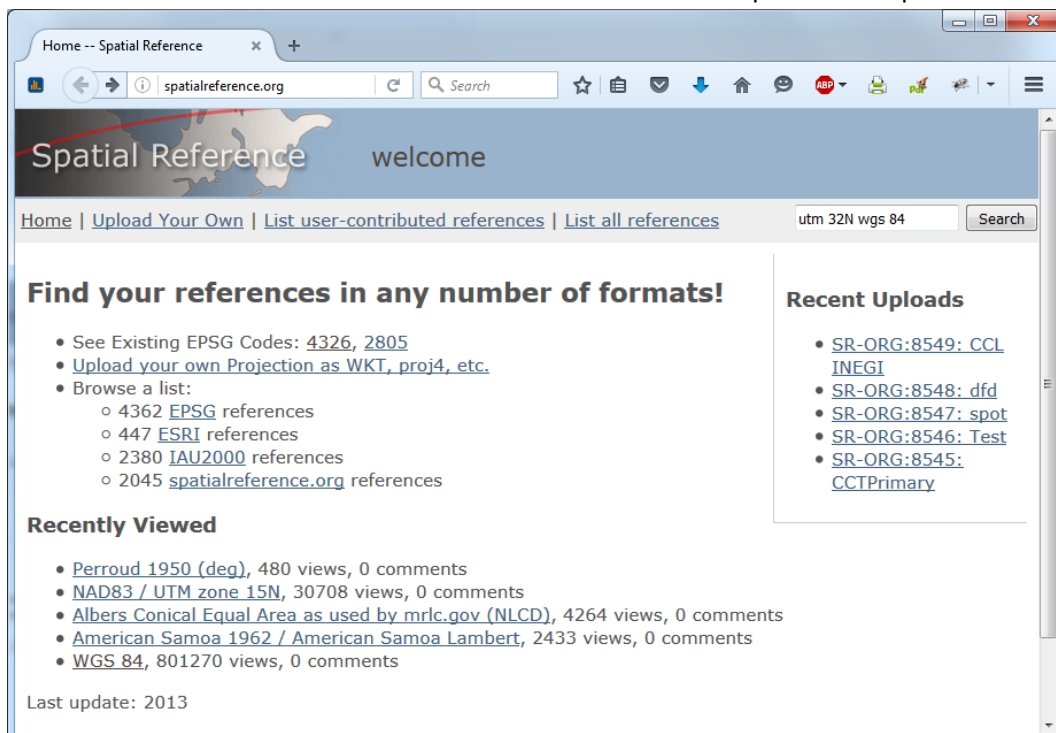 Home -- Spatial Reference
spatialreference.org
Search
ABP
pdf
Spatial Reference
welcome
Home | Upload Your Own | List user-contributed references | List all references
utm 32N wgs 84
Search
Find your references in any number of formats!
• See Existing EPSG Codes: 4326, 2805
• Upload your own Projection as WKT, proj4, etc.
• Browse a list:
○ 4362 EPSG references
○ 447 ESRI references
○ 2380 IAU2000 references
○ 2045 spatialreference.org references
Recently Viewed
• Perroud 1950 (deg), 480 views, 0 comments
• NAD83 / UTM zone 15N, 30708 views, 0 comments
• Albers Conical Equal Area as used by mrlc.gov (NLCD), 4264 views, 0 comments
• American Samoa 1962 / American Samoa Lambert, 2433 views, 0 comments
• WGS 84, 801270 views, 0 comments
Last update: 2013
Recent Uploads
• SR-ORG:8549: CCL
INEGI
• SR-ORG:8548: dfd
• SR-ORG:8547: spot
• SR-ORG:8546: Test
• SR-ORG:8545:
CCTPrimary